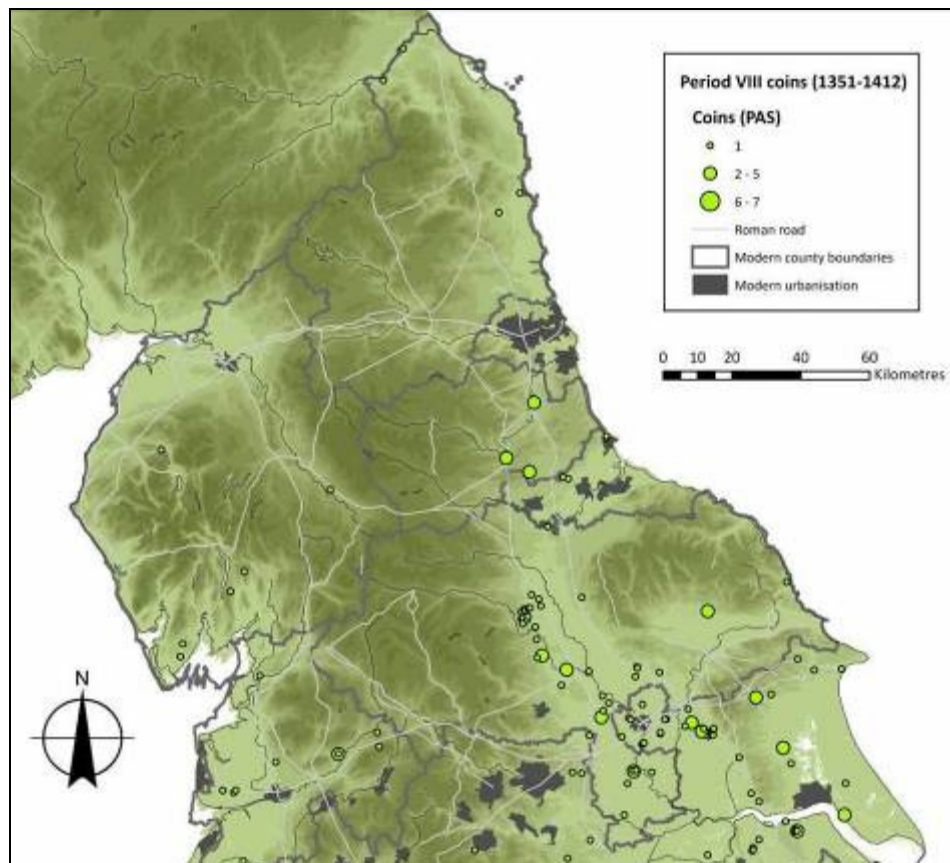 Period VIII coins (1351-1412)
Coins (PAS)
1
2 - 5
6 - 7
Roman road
Modern county boundaries
Modern urbanisation
0 10 20 40 60
Kilometres
N